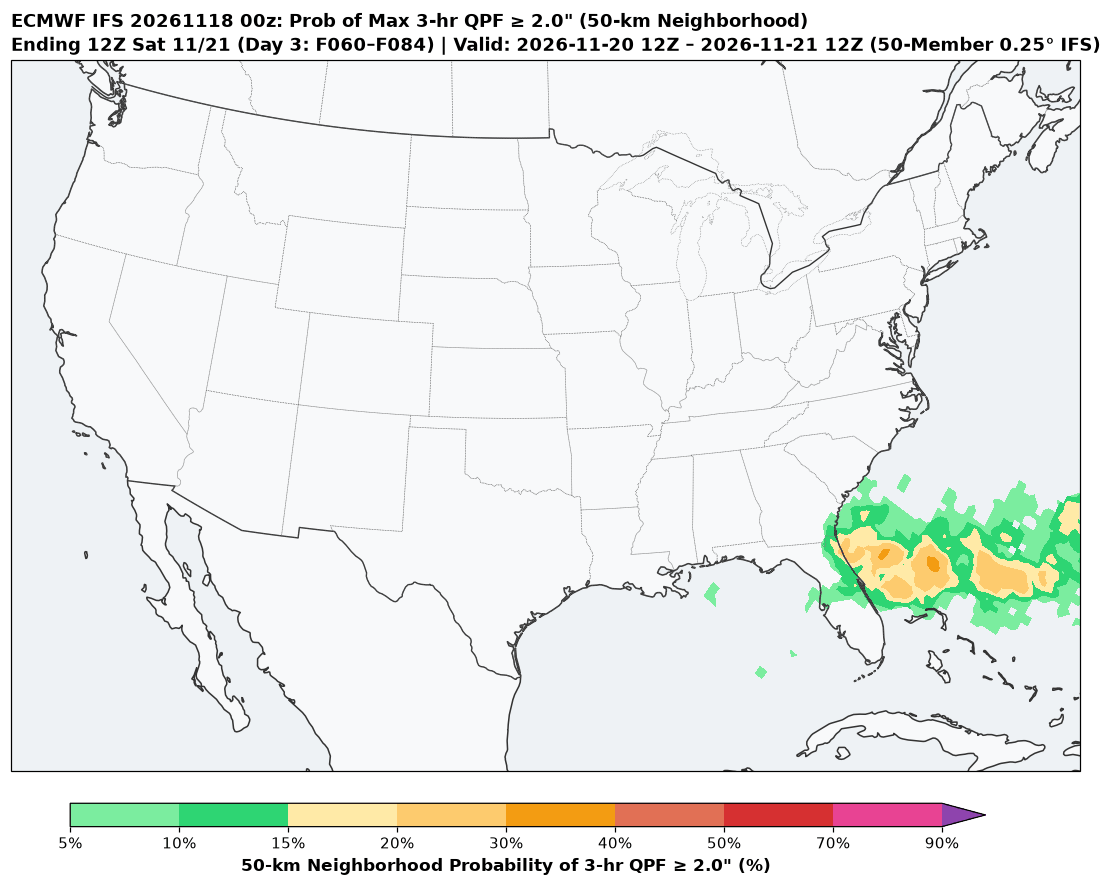 ECMWF IFS 20261118 00z: Prob of Max 3-hr QPF ≥ 2.0" (50-km Neighborhood)
Ending 12Z Sat 11/21 (Day 3: F060–F084) | Valid: 2026-11-20 12Z – 2026-11-21 12Z (50-Member 0.25° IFS)
5% 10% 15% 20% 30% 40% 50% 70% 90%
50-km Neighborhood Probability of 3-hr QPF ≥ 2.0" (%)